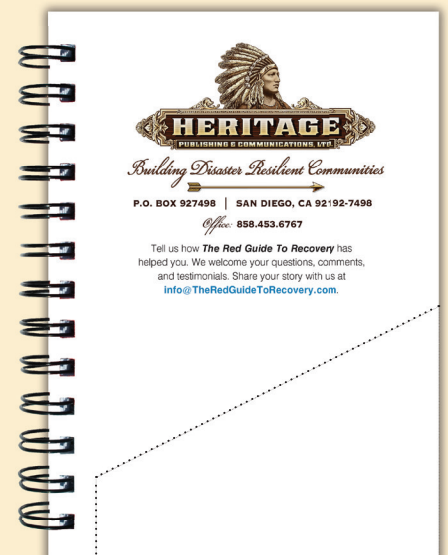 HERITAGE
PUBLISHING & COMMUNICATIONS, LTD.
Building Disaster Resilient Communities
P.O. BOX 927498 | SAN DIEGO, CA 92192-7498
Office: 858.453.6767
Tell us how The Red Guide To Recovery has
helped you. We welcome your questions, comments,
and testimonials. Share your story with us at
info@TheRedGuideToRecovery.com.